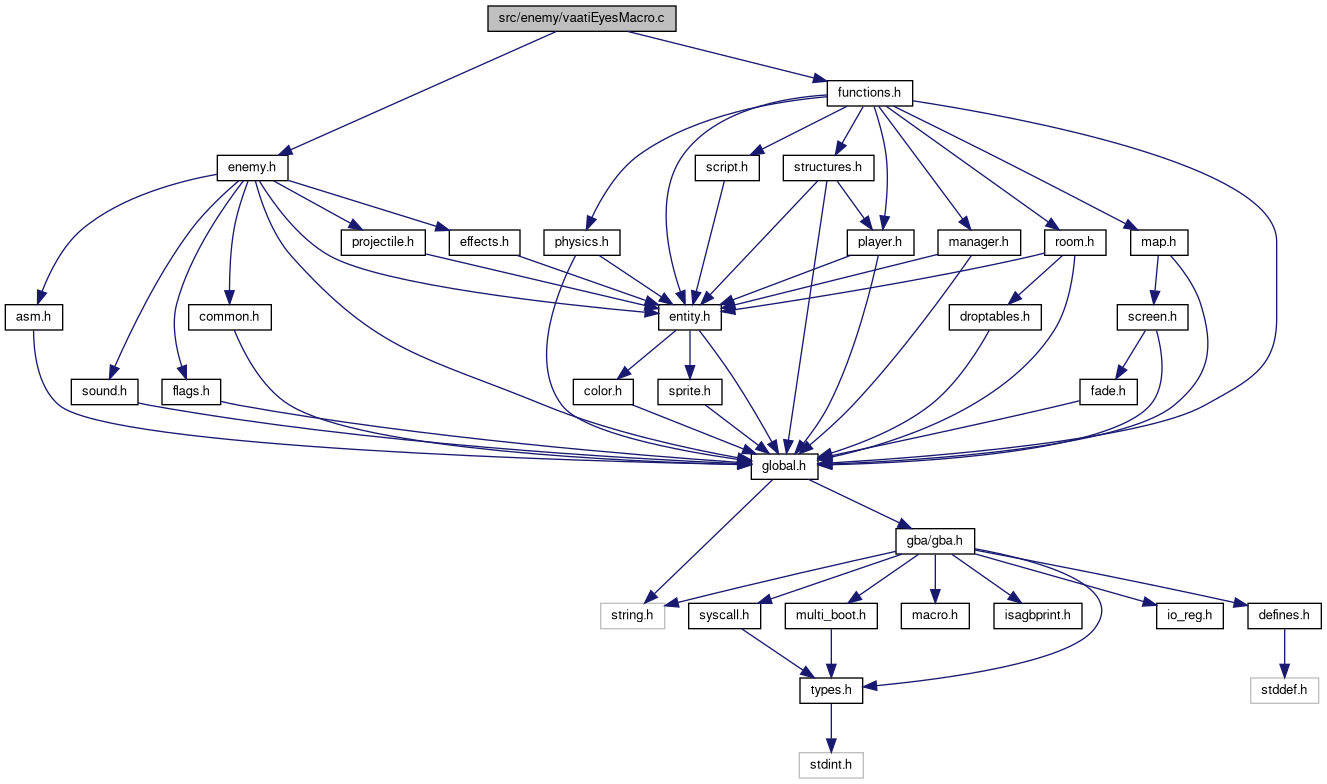 src/enemy/vaatiEyesMacro.c
functions.h
enemy.h
script.h
structures.h
projectile.h
effects.h
physics.h
player.h
manager.h
room.h
map.h
asm.h
common.h
entity.h
droptables.h
screen.h
sound.h
flags.h
color.h
sprite.h
fade.h
global.h
gba/gba.h
string.h
syscall.h
multi_boot.h
macro.h
isagbprint.h
io_reg.h
defines.h
types.h
stddef.h
stdint.h